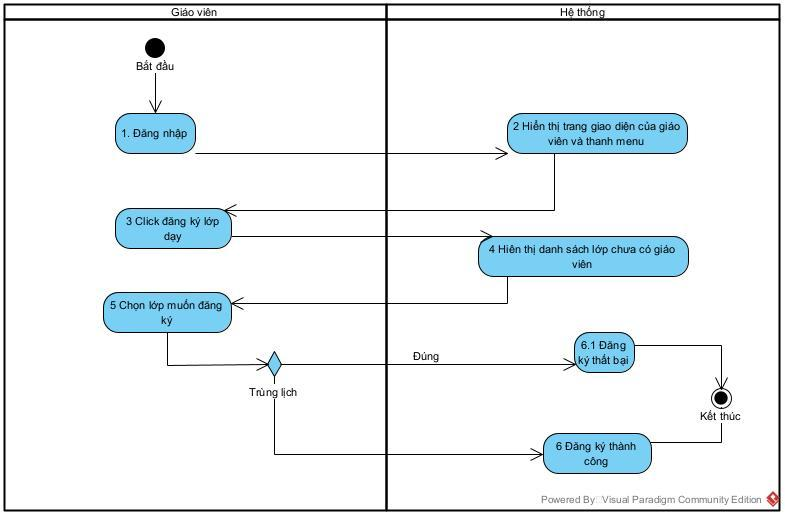 Giáo viên
Hệ thống
Bắt đầu
1. Đăng nhập
2 Hiển thị trang giao diện của giáo
viên và thanh menu
3 Click đăng ký lớp
dạy
4 Hiên thị danh sách lớp chưa có giáo
viên
5 Chọn lớp muốn đăng
ký
Đúng
6.1 Đăng
ký thất bại
Trùng lịch
Kết thúc
6 Đăng ký thành
công
Powered By Visual Paradigm Community Edition